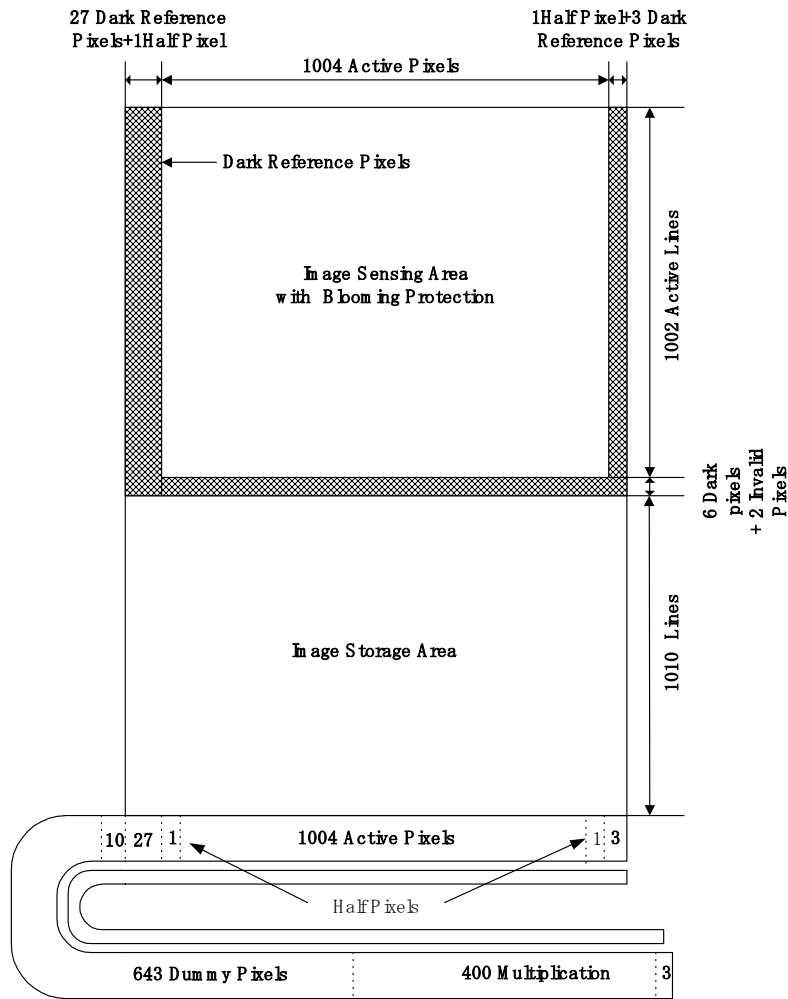 27 Dark Reference
Pixels+1Half Pixel
1Half Pixel+3 Dark
Reference Pixels
1004 Active Pixels
Dark Reference Pixels
Image Sensing Area
with Blooming Protection
1002 Active Lines
6 Dark
pixels
+ 2 Invalid
Pixels
Image Storage Area
1010 Lines
10 27 1 1004 Active Pixels 1 3
Half Pixels
643 Dummy Pixels 400 Multiplication 3